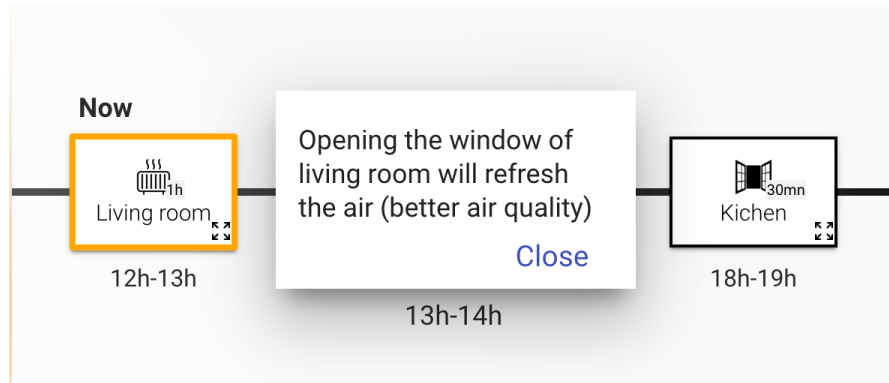 Now
1h
Living room
12h-13h
Opening the window of
living room will refresh
the air (better air quality)
Close
13h-14h
30mn
Kichen
18h-19h